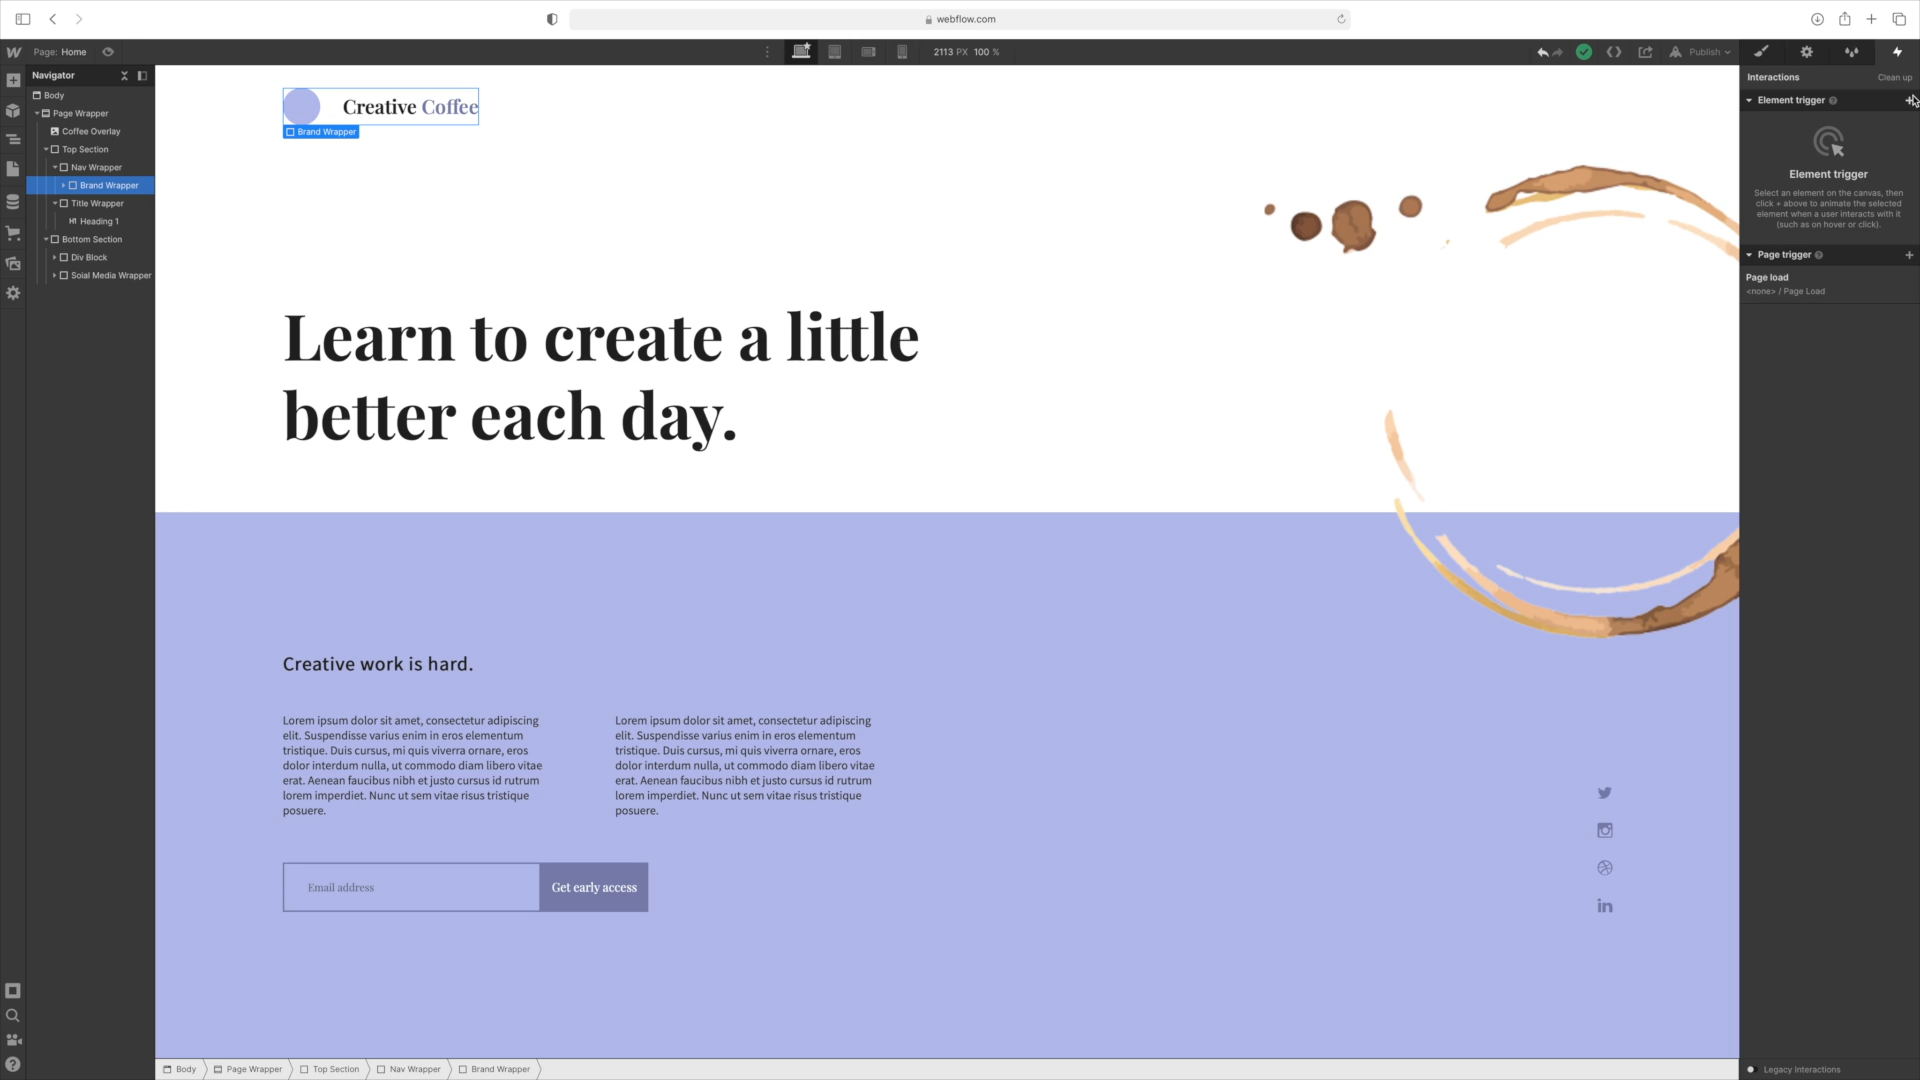 webflow.com
Page: Home
2113 PX 100 %
Publish
Navigator
Body
Page Wrapper
Coffee Overlay
Top Section
Nav Wrapper
Brand Wrapper
Title Wrapper
H1 Heading 1
Bottom Section
Div Block
Soial Media Wrapper
Creative Coffee
Brand Wrapper
Learn to create a little
better each day.
Creative work is hard.
Lorem ipsum dolor sit amet, consectetur adipiscing
elit. Suspendisse varius enim in eros elementum
tristique. Duis cursus, mi quis viverra ornare, eros
dolor interdum nulla, ut commodo diam libero vitae
erat. Aenean faucibus nibh et justo cursus id rutrum
lorem imperdiet. Nunc ut sem vitae risus tristique
posuere.
Lorem ipsum dolor sit amet, consectetur adipiscing
elit. Suspendisse varius enim in eros elementum
tristique. Duis cursus, mi quis viverra ornare, eros
dolor interdum nulla, ut commodo diam libero vitae
erat. Aenean faucibus nibh et justo cursus id rutrum
lorem imperdiet. Nunc ut sem vitae risus tristique
posuere.
Email address
Get early access
in
Interactions
Clean up
Element trigger
Element trigger
Select an element on the canvas, then
click + above to animate the selected
element when a user interacts with it
(such as on hover or click).
Page trigger
Page load
<none> / Page Load
Body
Page Wrapper
Top Section
Nav Wrapper
Brand Wrapper
Legacy Interactions